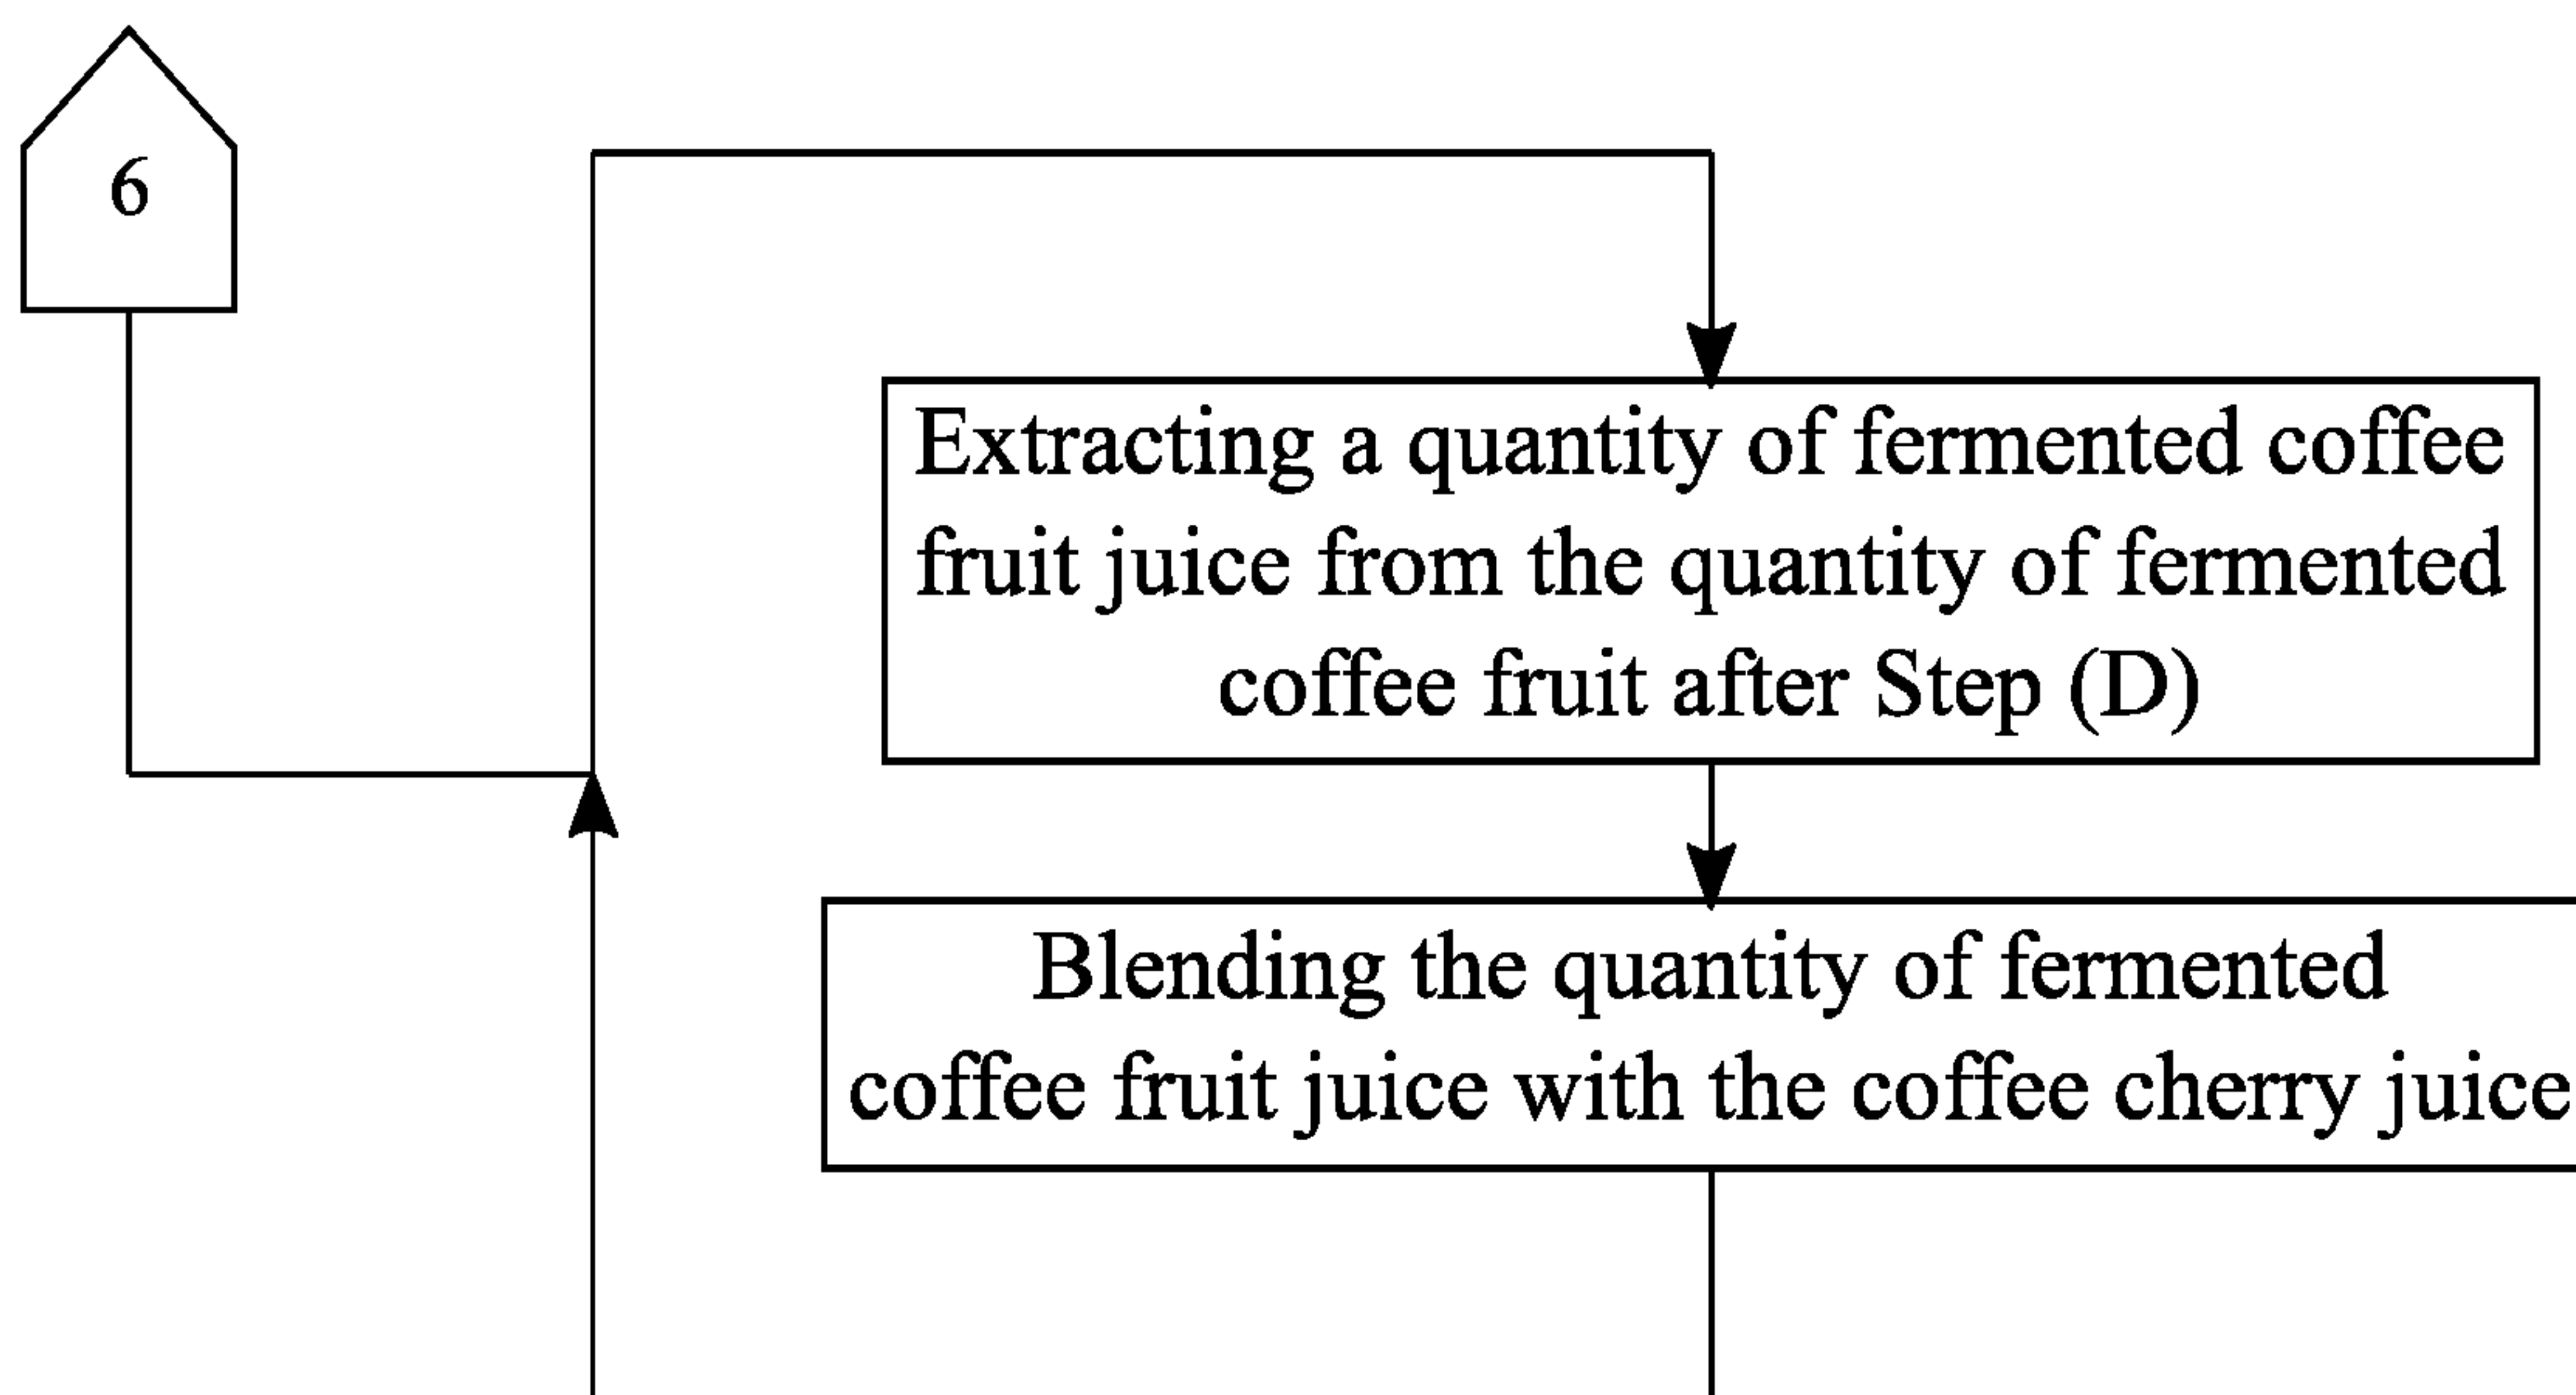 6
Extracting a quantity of fermented coffee
fruit juice from the quantity of fermented
coffee fruit after Step (D)
Blending the quantity of fermented
coffee fruit juice with the coffee cherry juice